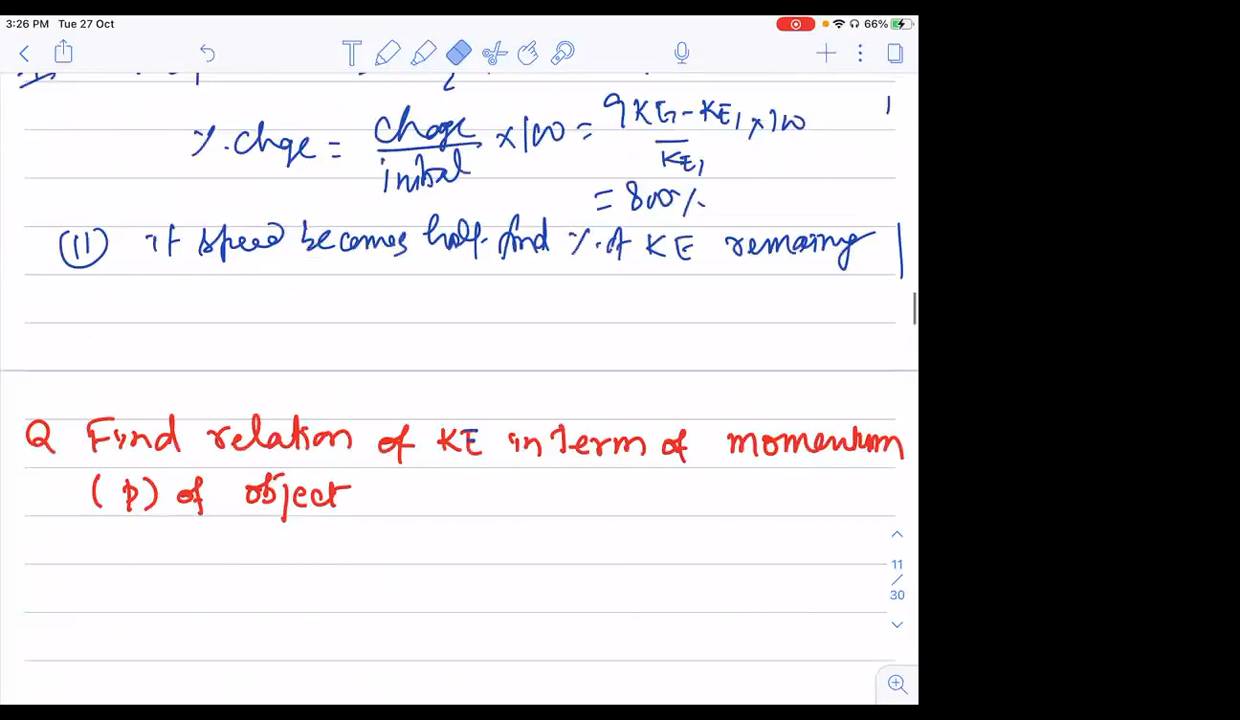 3:26 PM Tue 27 Oct
66%
T
%. Chge = Chage / initial × 100 = 9KE1 - KE1 / KE1 × 100
= 800%
(II) if speed becomes half. find %. of KE remaining
Q Find relation of KE in term of momentum
(p) of object
11
/
30